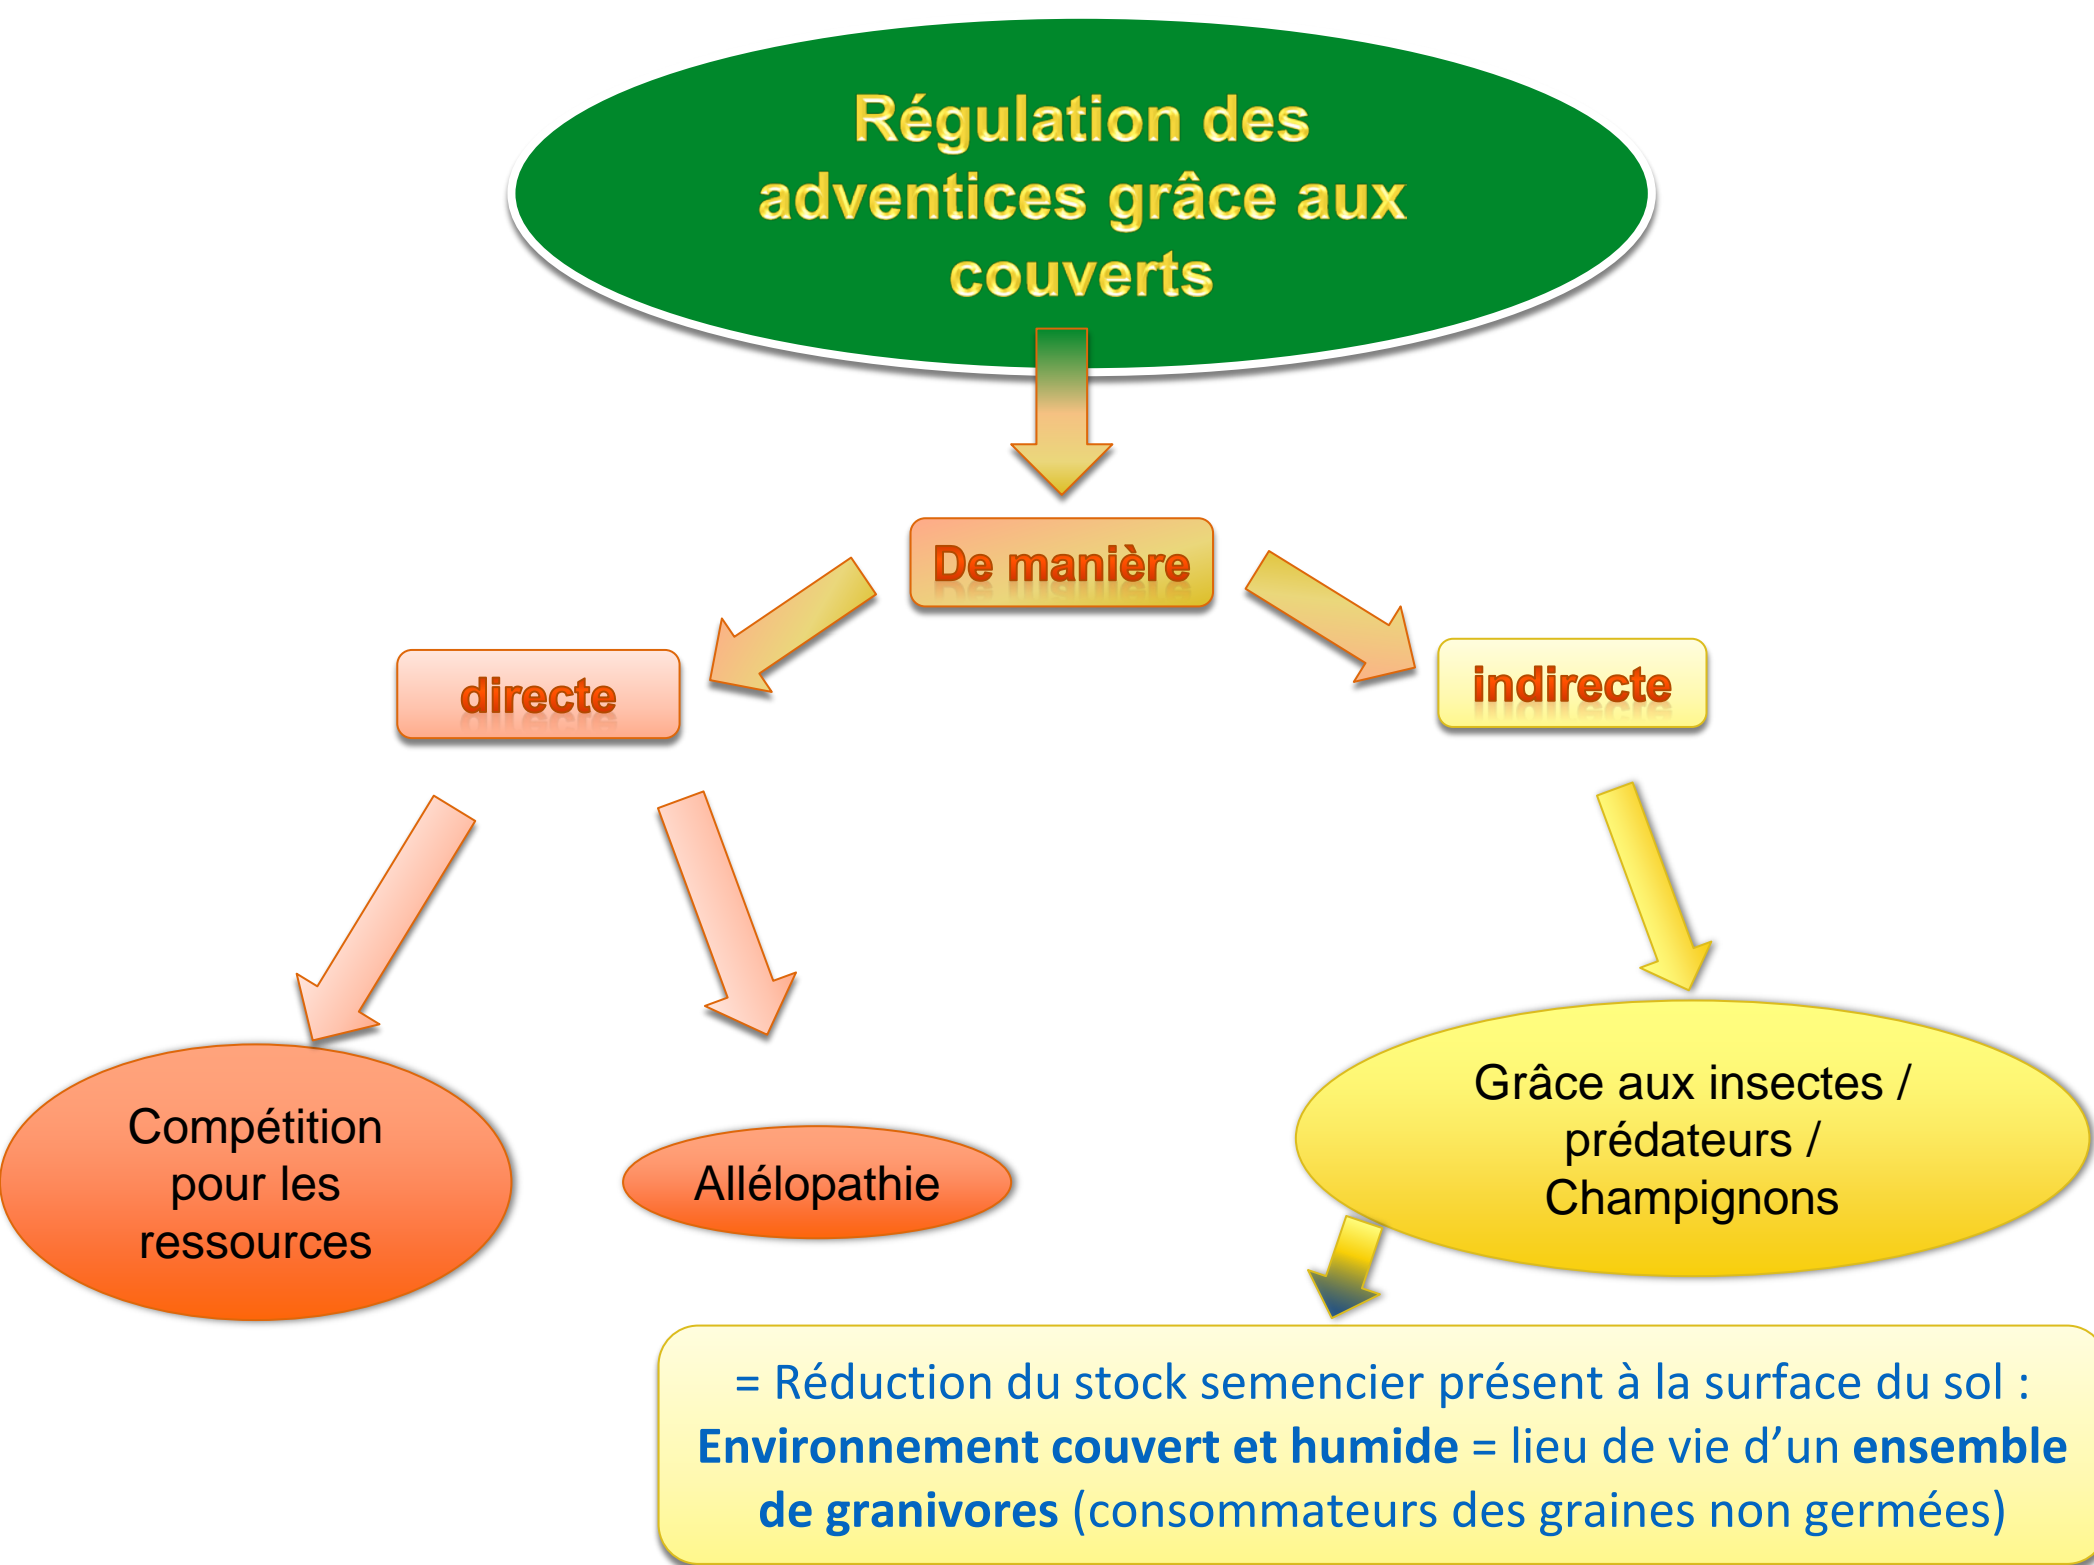 Régulation des
adventices grâce aux
couverts
De manière
directe
indirecte
Compétition
pour les
ressources
Allélopathie
Grâce aux insectes /
prédateurs /
Champignons
= Réduction du stock semencier présent à la surface du sol :
Environnement couvert et humide = lieu de vie d’un ensemble
de granivores (consommateurs des graines non germées)